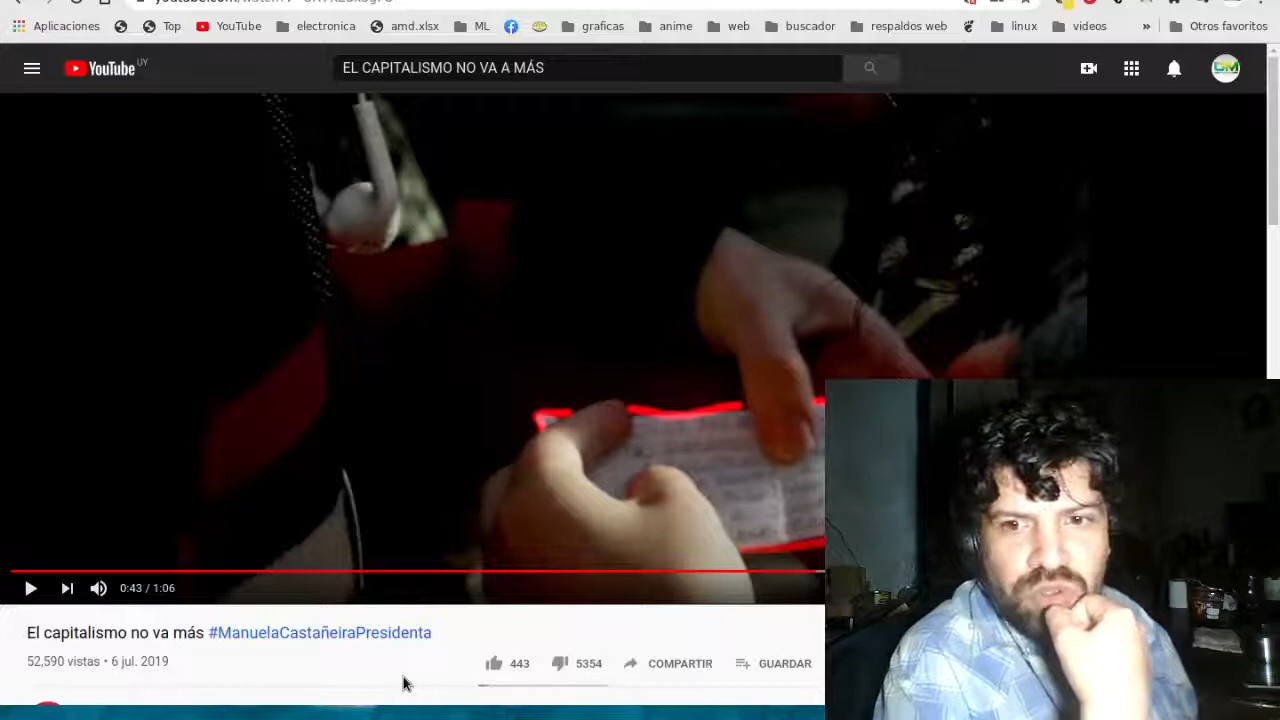 Aplicaciones Top YouTube electronica amd.xlsx ML graficas anime web buscador respaldos web linux videos » Otros favoritos
YouTube UY EL CAPITALISMO NO VA A MÁS
0:43 / 1:06
El capitalismo no va más #ManuelaCastañeiraPresidenta
52,590 vistas • 6 jul. 2019 443 5354 COMPARTIR GUARDAR